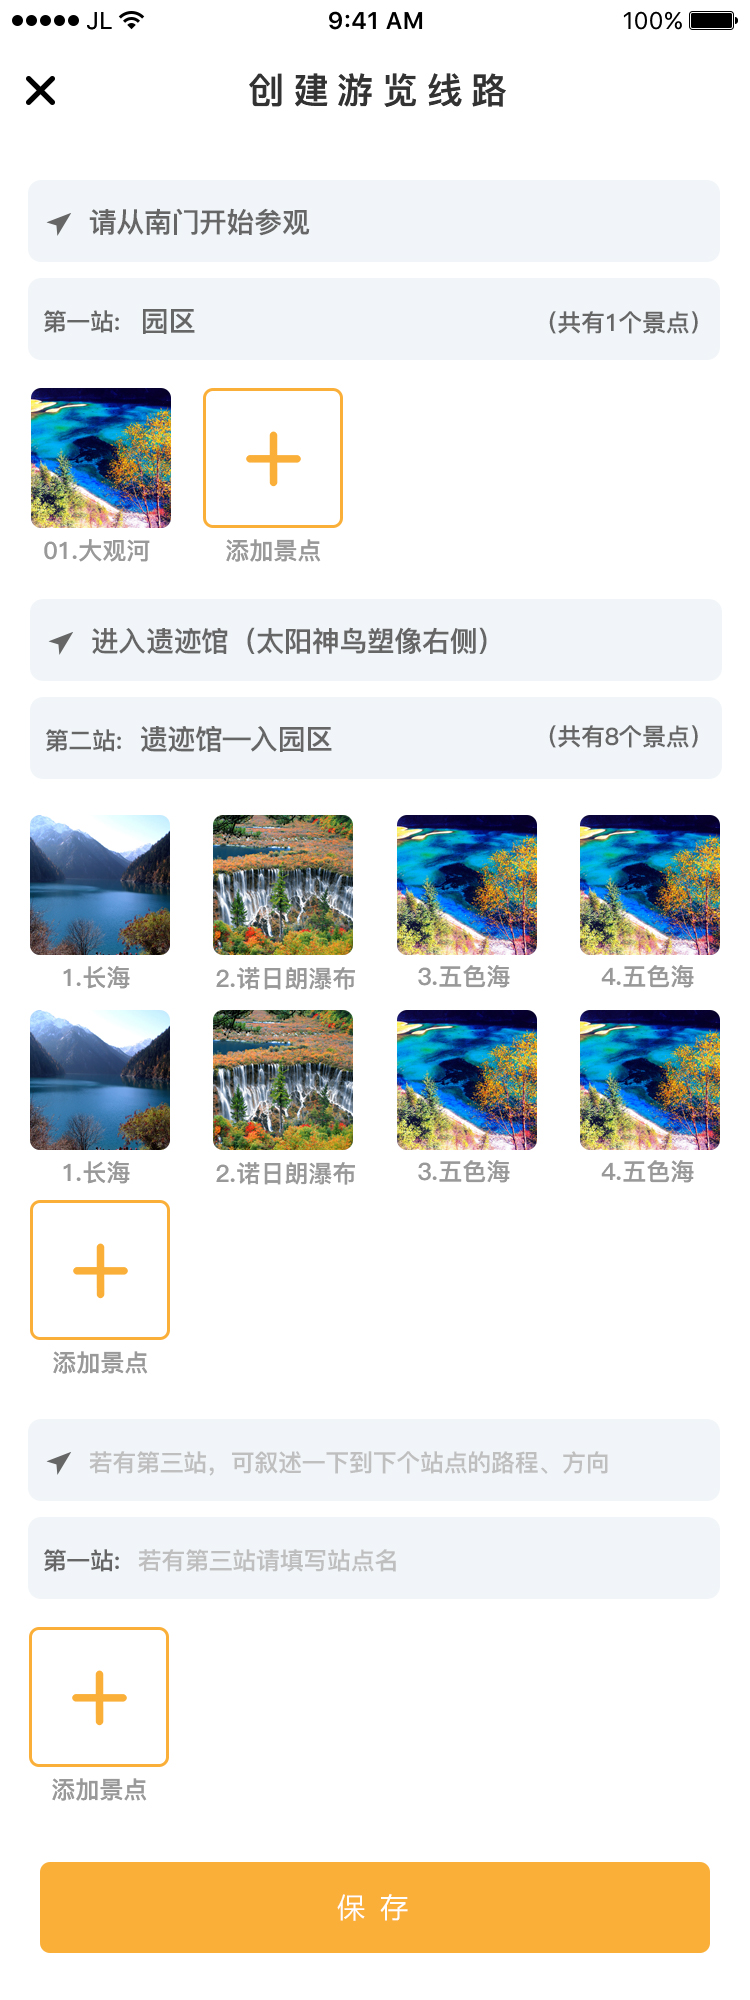 JL 9:41 AM 100%
创建游览线路
请从南门开始参观
第一站: 园区 (共有1个景点)
01.大观河 添加景点
进入遗迹馆（太阳神鸟塑像右侧）
第二站: 遗迹馆一入园区 (共有8个景点)
1.长海 2.诺日朗瀑布 3.五色海 4.五色海
1.长海 2.诺日朗瀑布 3.五色海 4.五色海
添加景点
若有第三站，可叙述一下到下个站点的路程、方向
第一站: 若有第三站请填写站点名
添加景点
保存